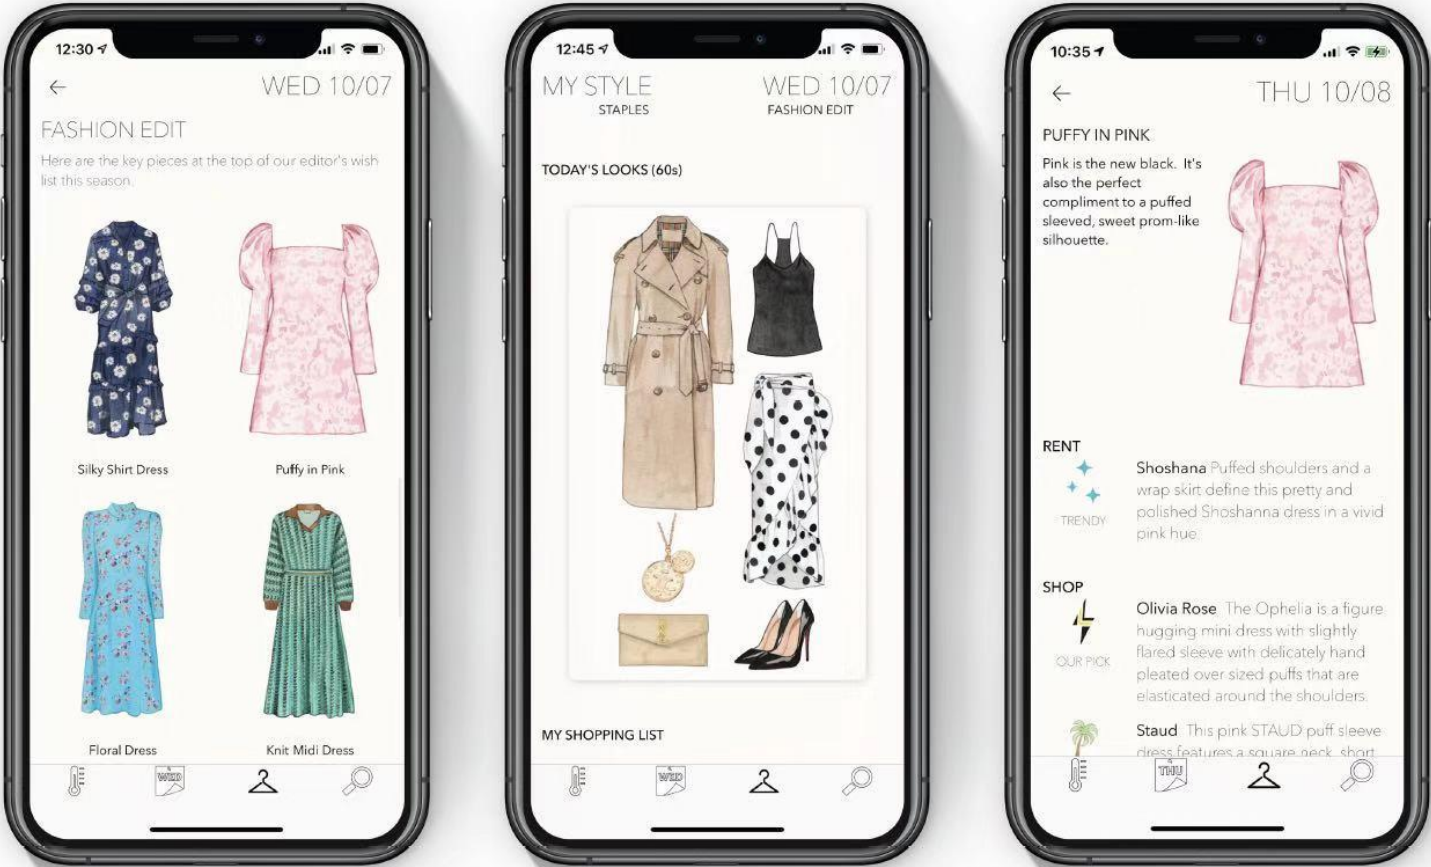 12:30
WED 10/07
FASHION EDIT
Here are the key pieces at the top of our editor's wish
list this season.
Silky Shirt Dress
Puffy in Pink
Floral Dress
Knit Midi Dress
WED
12:45
MY STYLE
STAPLES
WED 10/07
FASHION EDIT
TODAY'S LOOKS (60s)
MY SHOPPING LIST
WED
10:35
THU 10/08
PUFFY IN PINK
Pink is the new black. It's
also the perfect
compliment to a puffed
sleeved, sweet prom-like
silhouette.
RENT
TRENDY
Shoshana Puffed shoulders and a
wrap skirt define this pretty and
polished Shoshanna dress in a vivid
pink hue.
SHOP
OUR PICK
Olivia Rose The Ophelia is a figure
hugging mini dress with slightly
flared sleeve with delicately hand
pleated over sized puffs that are
elasticated around the shoulders.
Staud This pink STAUD puff sleeve
dress features a square neck, short
THU